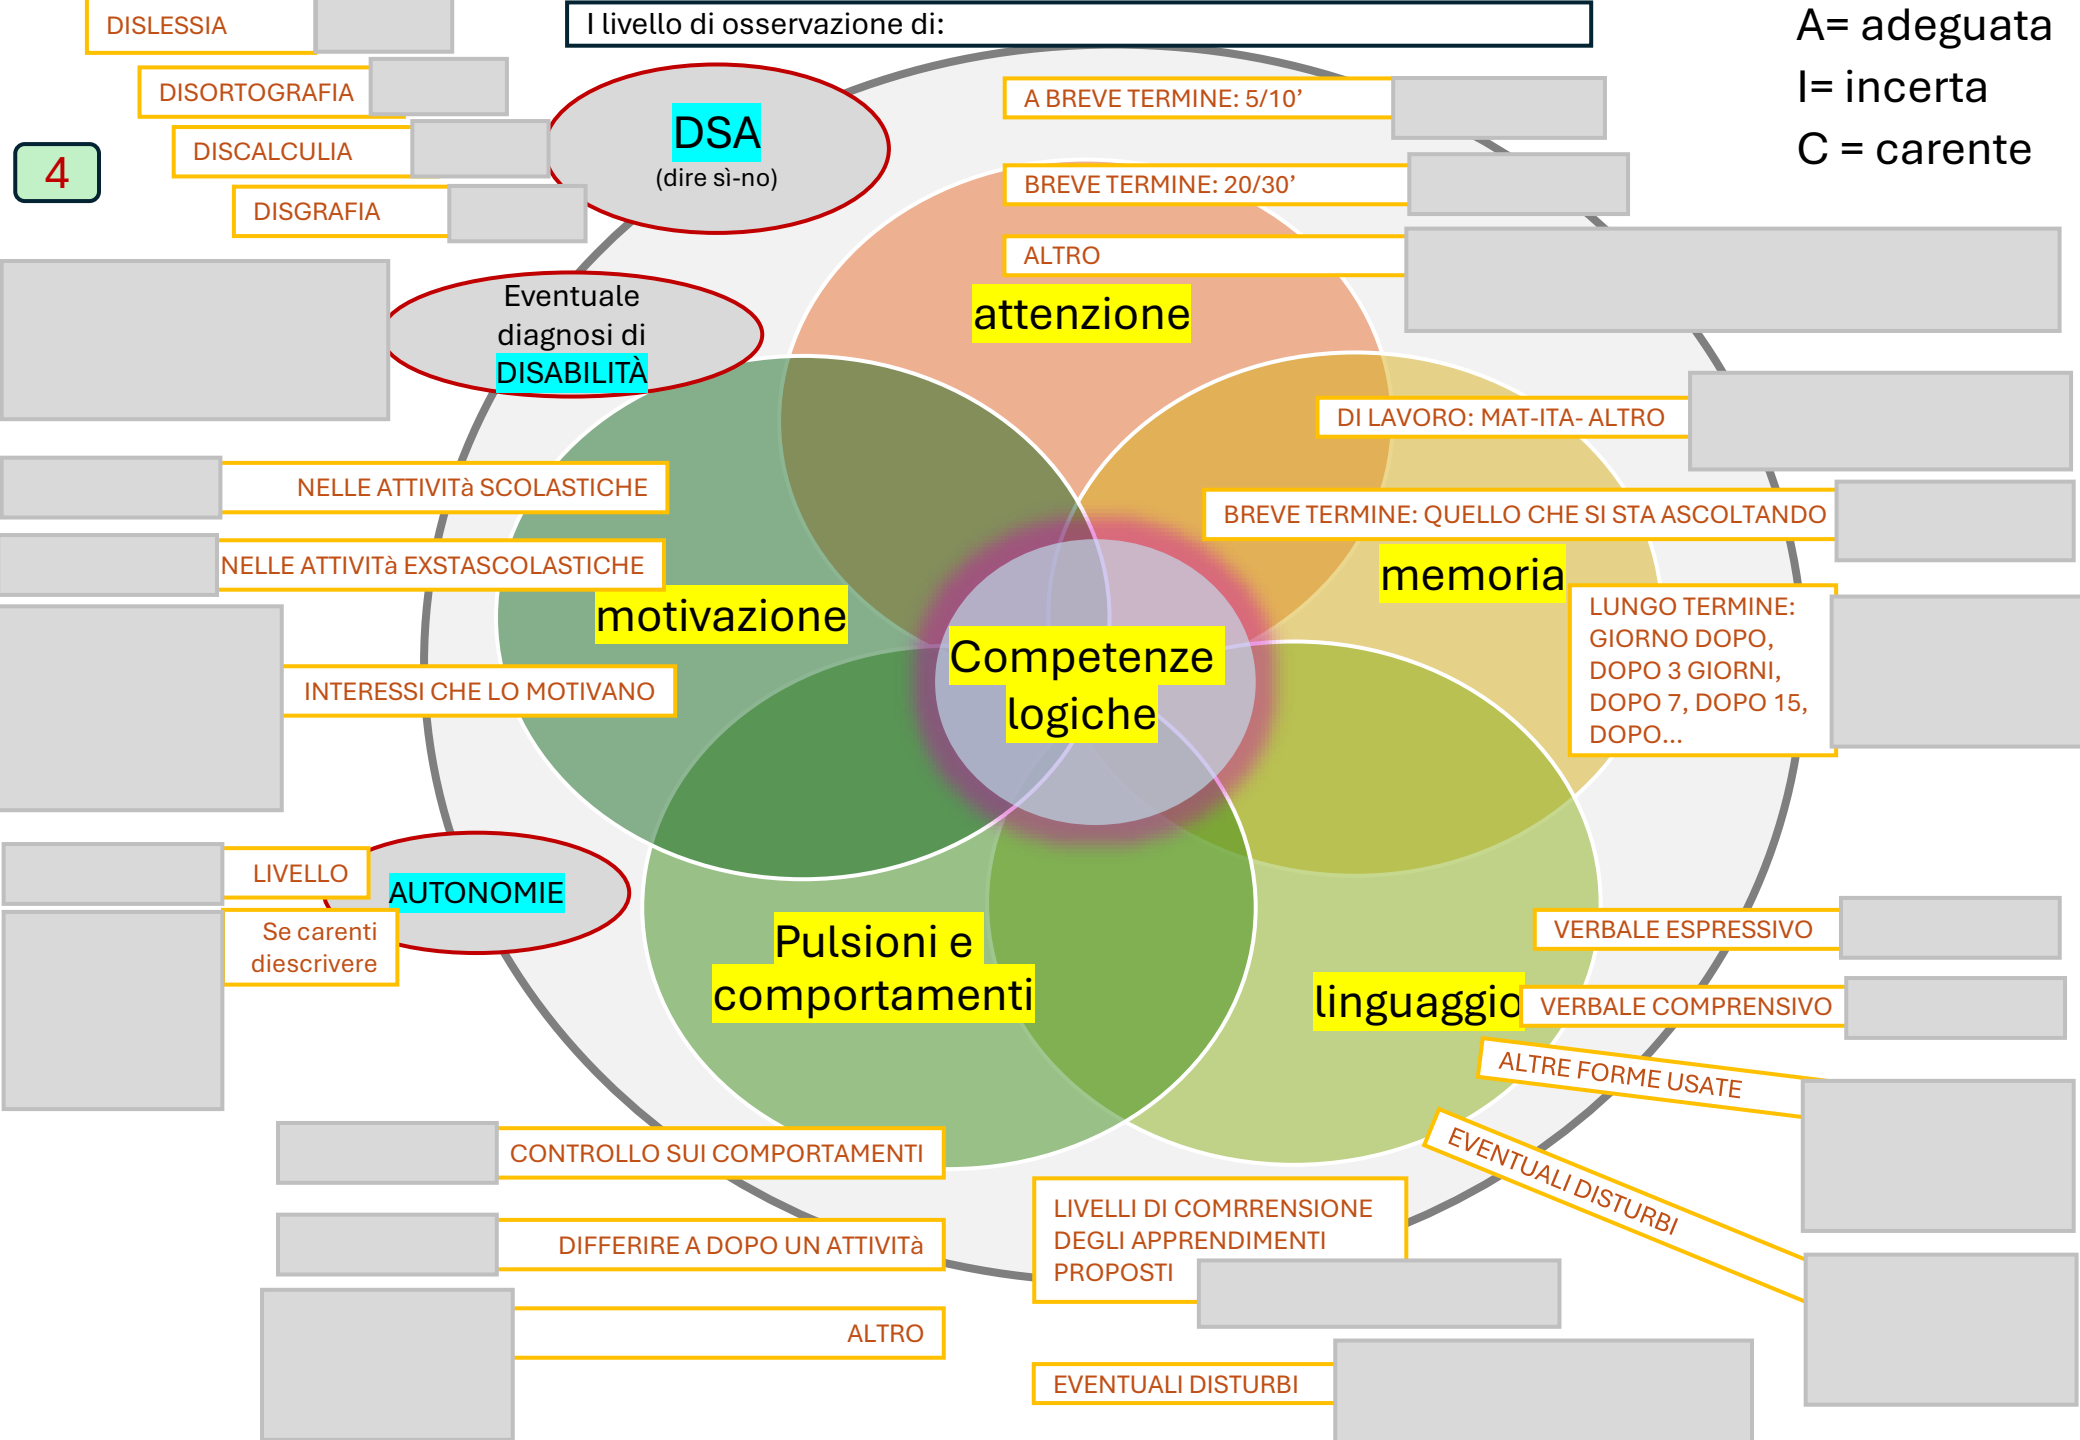 I livello di osservazione di:
A= adeguata
I= incerta
C = carente
4
DISLESSIA
DISORTOGRAFIA
DISCALCULIA
DISGRAFIA
DSA
(dire sì-no)
Eventuale
diagnosi di
DISABILITÀ
A BREVE TERMINE: 5/10’
BREVE TERMINE: 20/30’
ALTRO
attenzione
DI LAVORO: MAT-ITA- ALTRO
BREVE TERMINE: QUELLO CHE SI STA ASCOLTANDO
memoria
LUNGO TERMINE:
GIORNO DOPO,
DOPO 3 GIORNI,
DOPO 7, DOPO 15,
DOPO...
NELLE ATTIVITà SCOLASTICHE
NELLE ATTIVITà EXSTASCOLASTICHE
motivazione
INTERESSI CHE LO MOTIVANO
Competenze
logiche
LIVELLO
AUTONOMIE
Se carenti
diescrivere
Pulsioni e
comportamenti
linguaggio
VERBALE ESPRESSIVO
VERBALE COMPRENSIVO
ALTRE FORME USATE
EVENTUALI DISTURBI
CONTROLLO SUI COMPORTAMENTI
DIFFERIRE A DOPO UN ATTIVITà
ALTRO
LIVELLI DI COMRRENSIONE
DEGLI APPRENDIMENTI
PROPOSTI
EVENTUALI DISTURBI